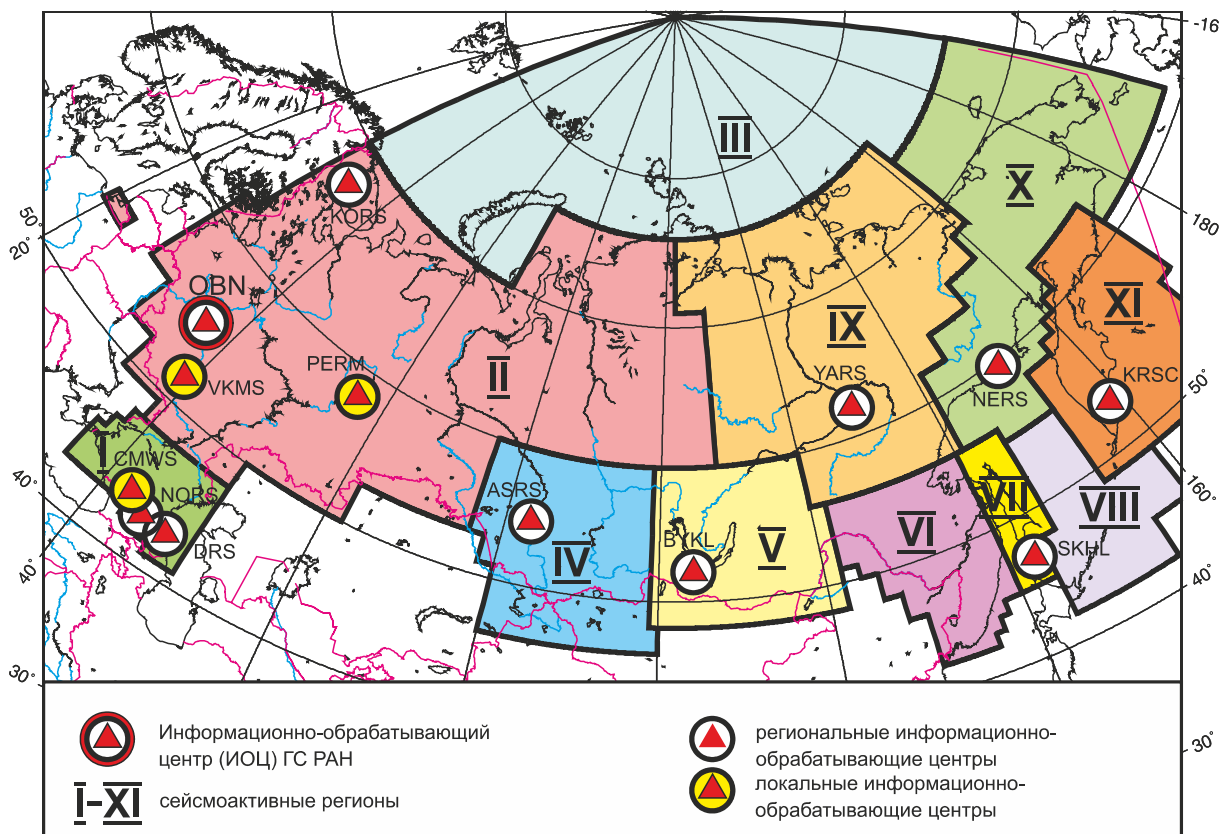 -16
III
X
KORS
50°
180
20°
OBN
XI
IX
PERM
II
YARS
VKMS
KRSC
NERS
50°
I
CMWS
40°
NORS
ASRS
VII
160°
VIII
DRS
BYKL
VI
SKHL
IV
V
40°
40°
30°
Информационно-обрабатывающий
центр (ИОЦ) ГС РАН
I-XI сейсмоактивные регионы
региональные информационно-
обрабатывающие центры
локальные информационно-
обрабатывающие центры
30°